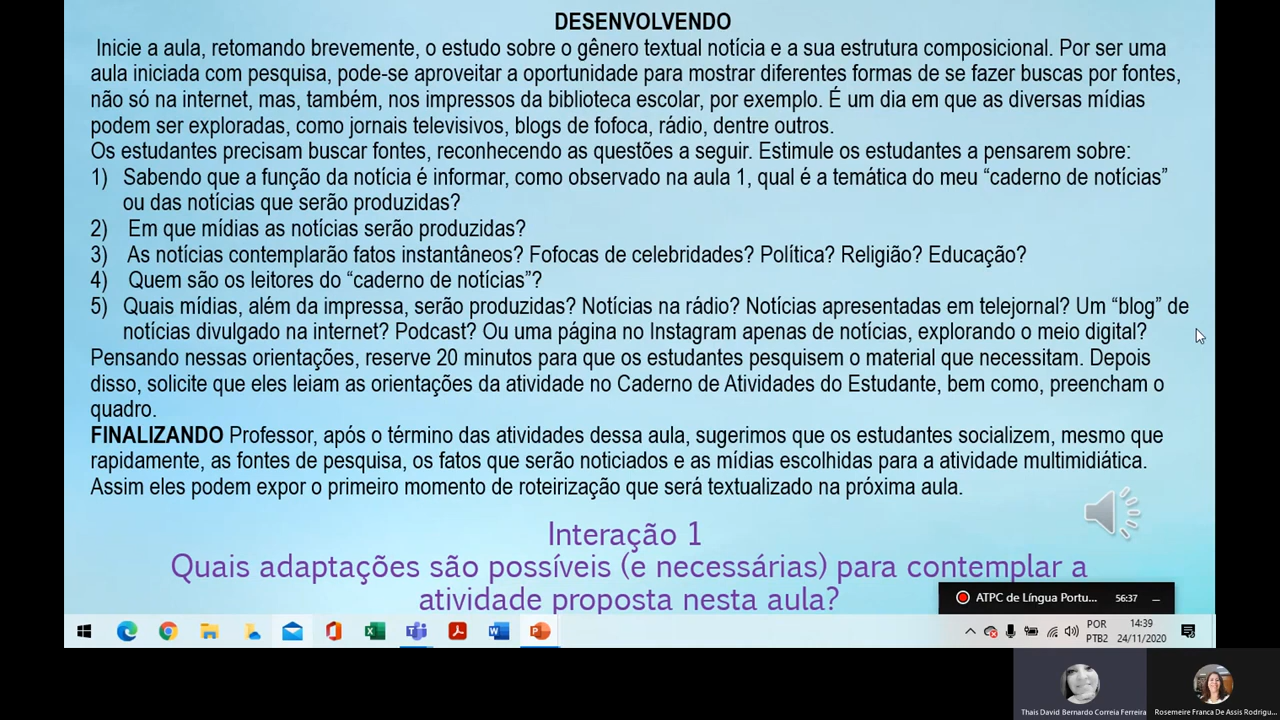 DESENVOLVENDO
Inicie a aula, retomando brevemente, o estudo sobre o gênero textual notícia e a sua estrutura composicional. Por ser uma
aula iniciada com pesquisa, pode-se aproveitar a oportunidade para mostrar diferentes formas de se fazer buscas por fontes,
não só na internet, mas, também, nos impressos da biblioteca escolar, por exemplo. É um dia em que as diversas mídias
podem ser exploradas, como jornais televisivos, blogs de fofoca, rádio, dentre outros.
Os estudantes precisam buscar fontes, reconhecendo as questões a seguir. Estimule os estudantes a pensarem sobre:
1) Sabendo que a função da notícia é informar, como observado na aula 1, qual é a temática do meu “caderno de notícias”
ou das notícias que serão produzidas?
2) Em que mídias as notícias serão produzidas?
3) As notícias contemplarão fatos instantâneos? Fofocas de celebridades? Política? Religião? Educação?
4) Quem são os leitores do “caderno de notícias”?
5) Quais mídias, além da impressa, serão produzidas? Notícias na rádio? Notícias apresentadas em telejornal? Um “blog” de
notícias divulgado na internet? Podcast? Ou uma página no Instagram apenas de notícias, explorando o meio digital?
Pensando nessas orientações, reserve 20 minutos para que os estudantes pesquisem o material que necessitam. Depois
disso, solicite que eles leiam as orientações da atividade no Caderno de Atividades do Estudante, bem como, preencham o
quadro.
FINALIZANDO Professor, após o término das atividades dessa aula, sugerimos que os estudantes socializem, mesmo que
rapidamente, as fontes de pesquisa, os fatos que serão noticiados e as mídias escolhidas para a atividade multimidiática.
Assim eles podem expor o primeiro momento de roteirização que será textualizado na próxima aula.
Interação 1
Quais adaptações são possíveis (e necessárias) para contemplar a
atividade proposta nesta aula?
ATPC de Língua Portu... 56:37
POR 14:39
PTB2 24/11/2020
Thais David Bernardo Correia Ferreira
Rosemeire Franca De Assis Rodrigu...